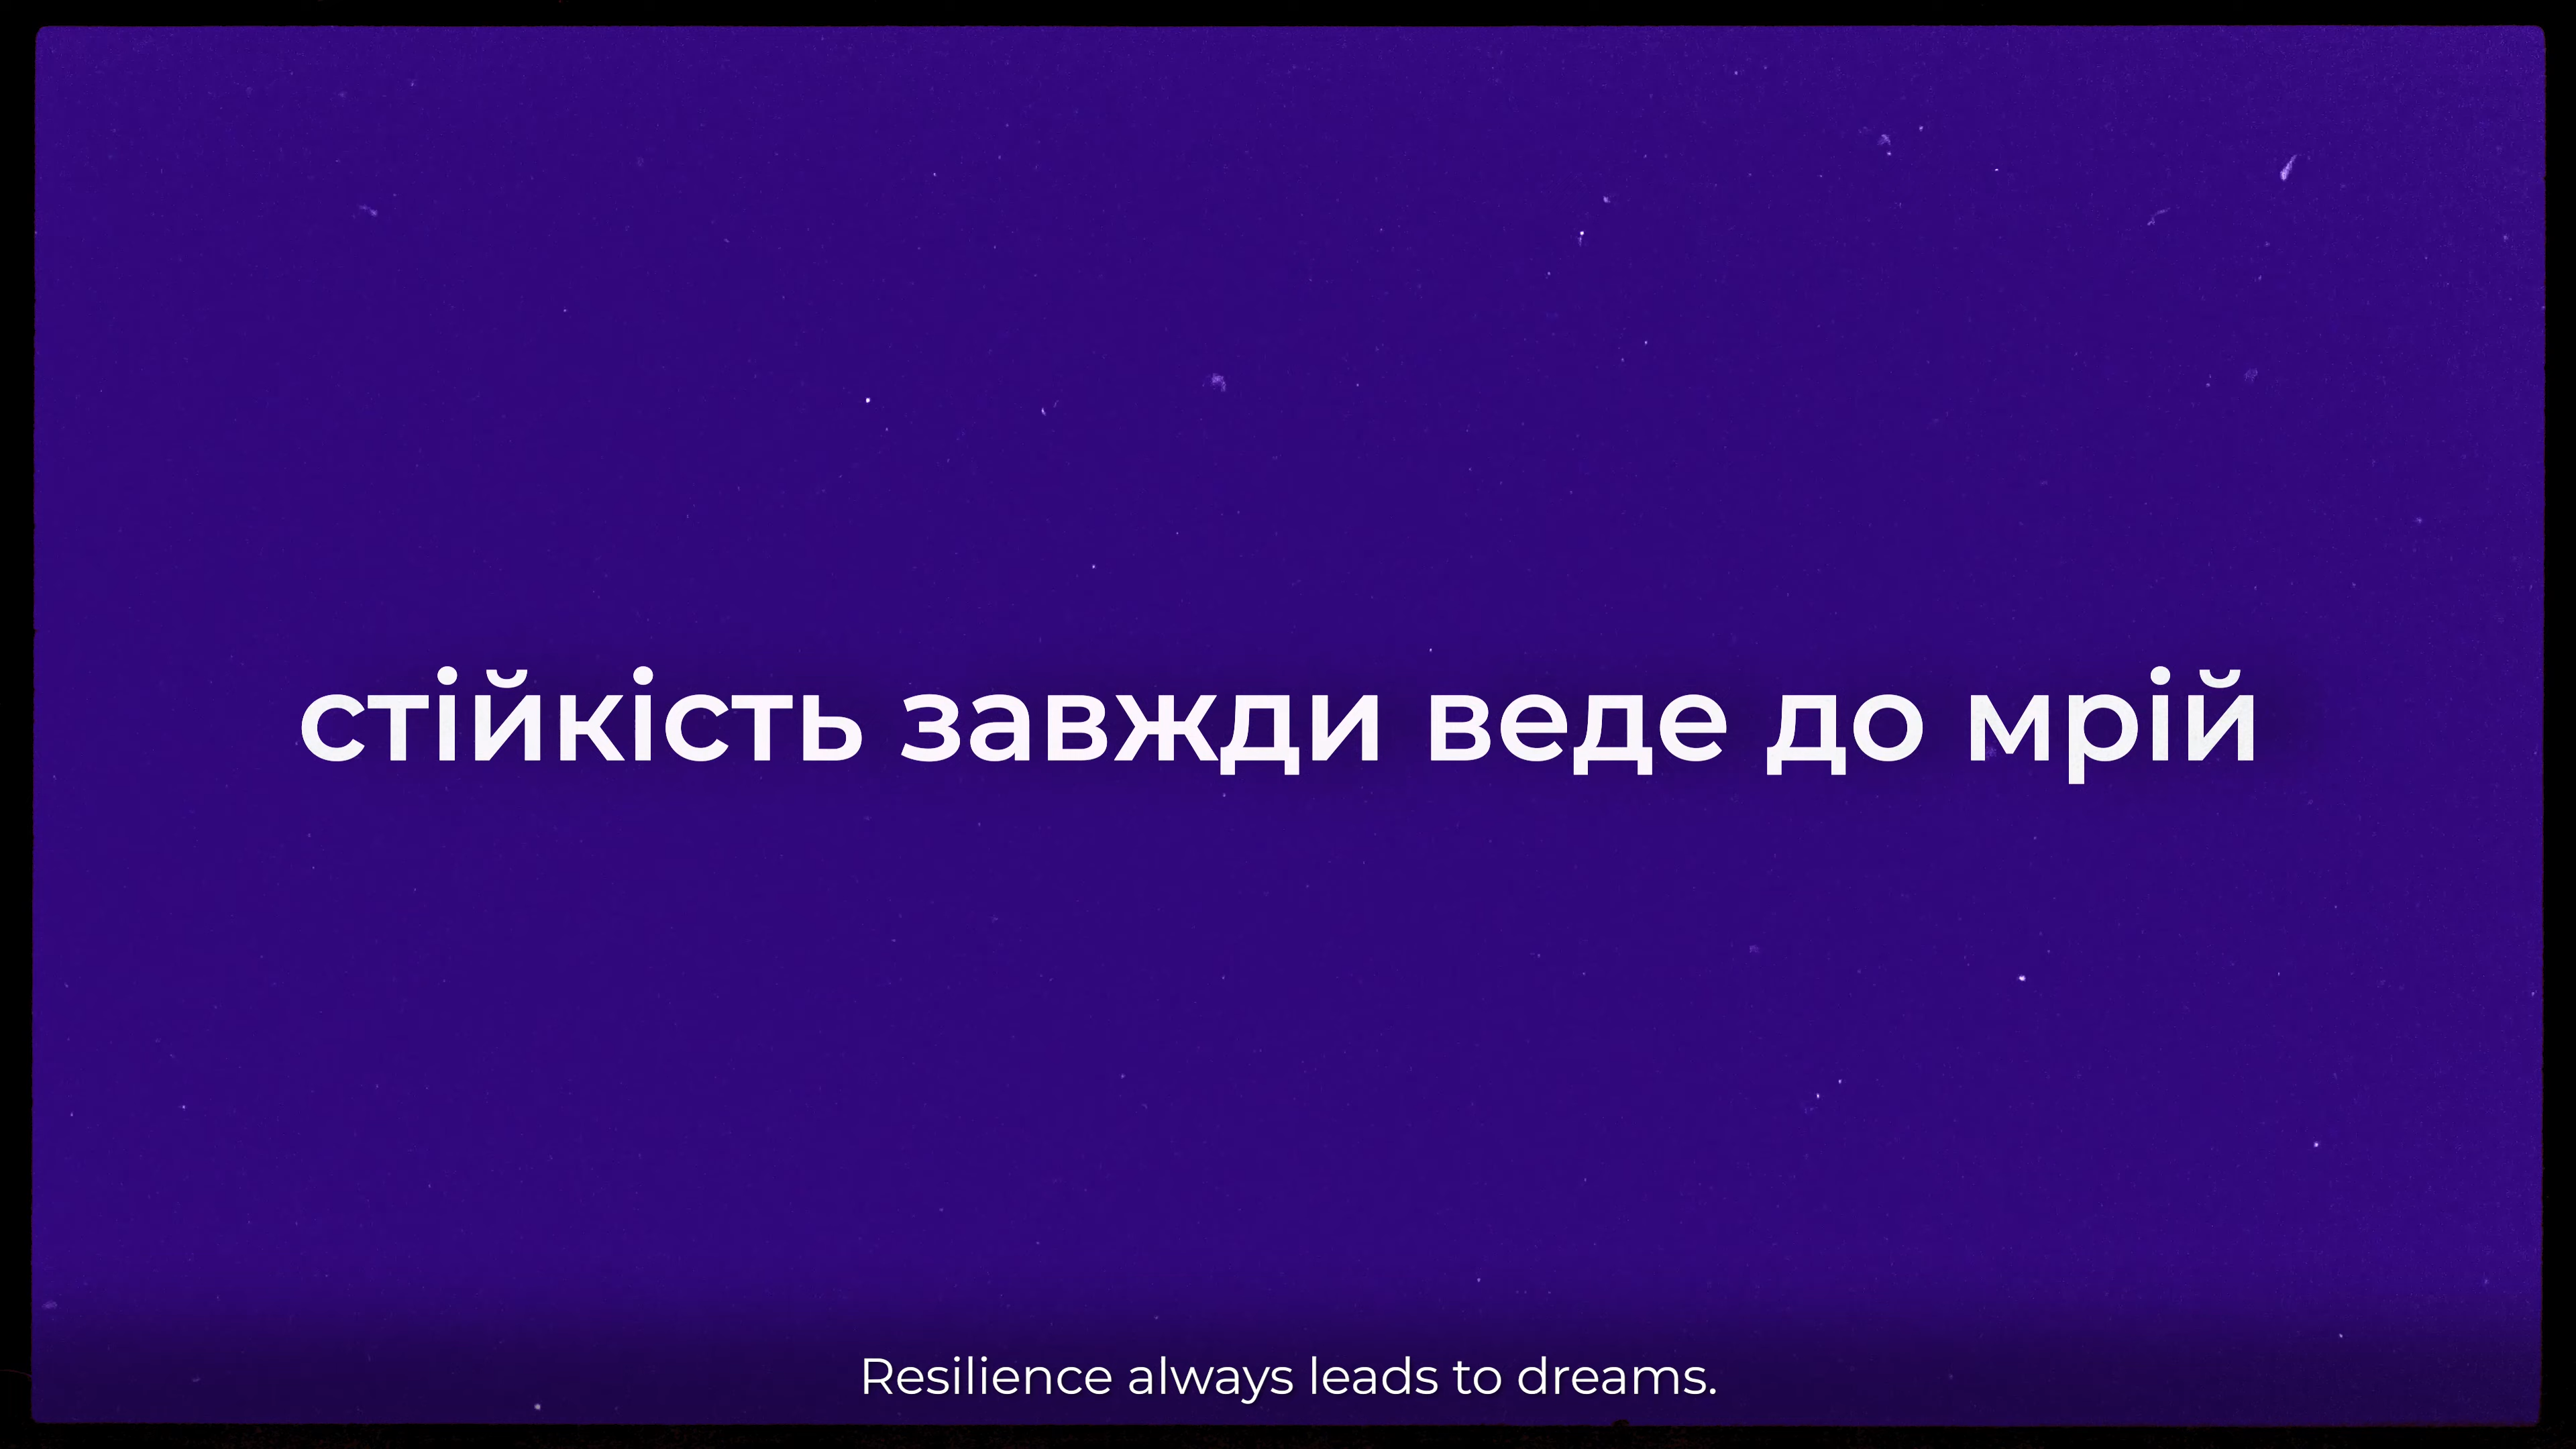 стійкість завжди веде до мрій
Resilience always leads to dreams.